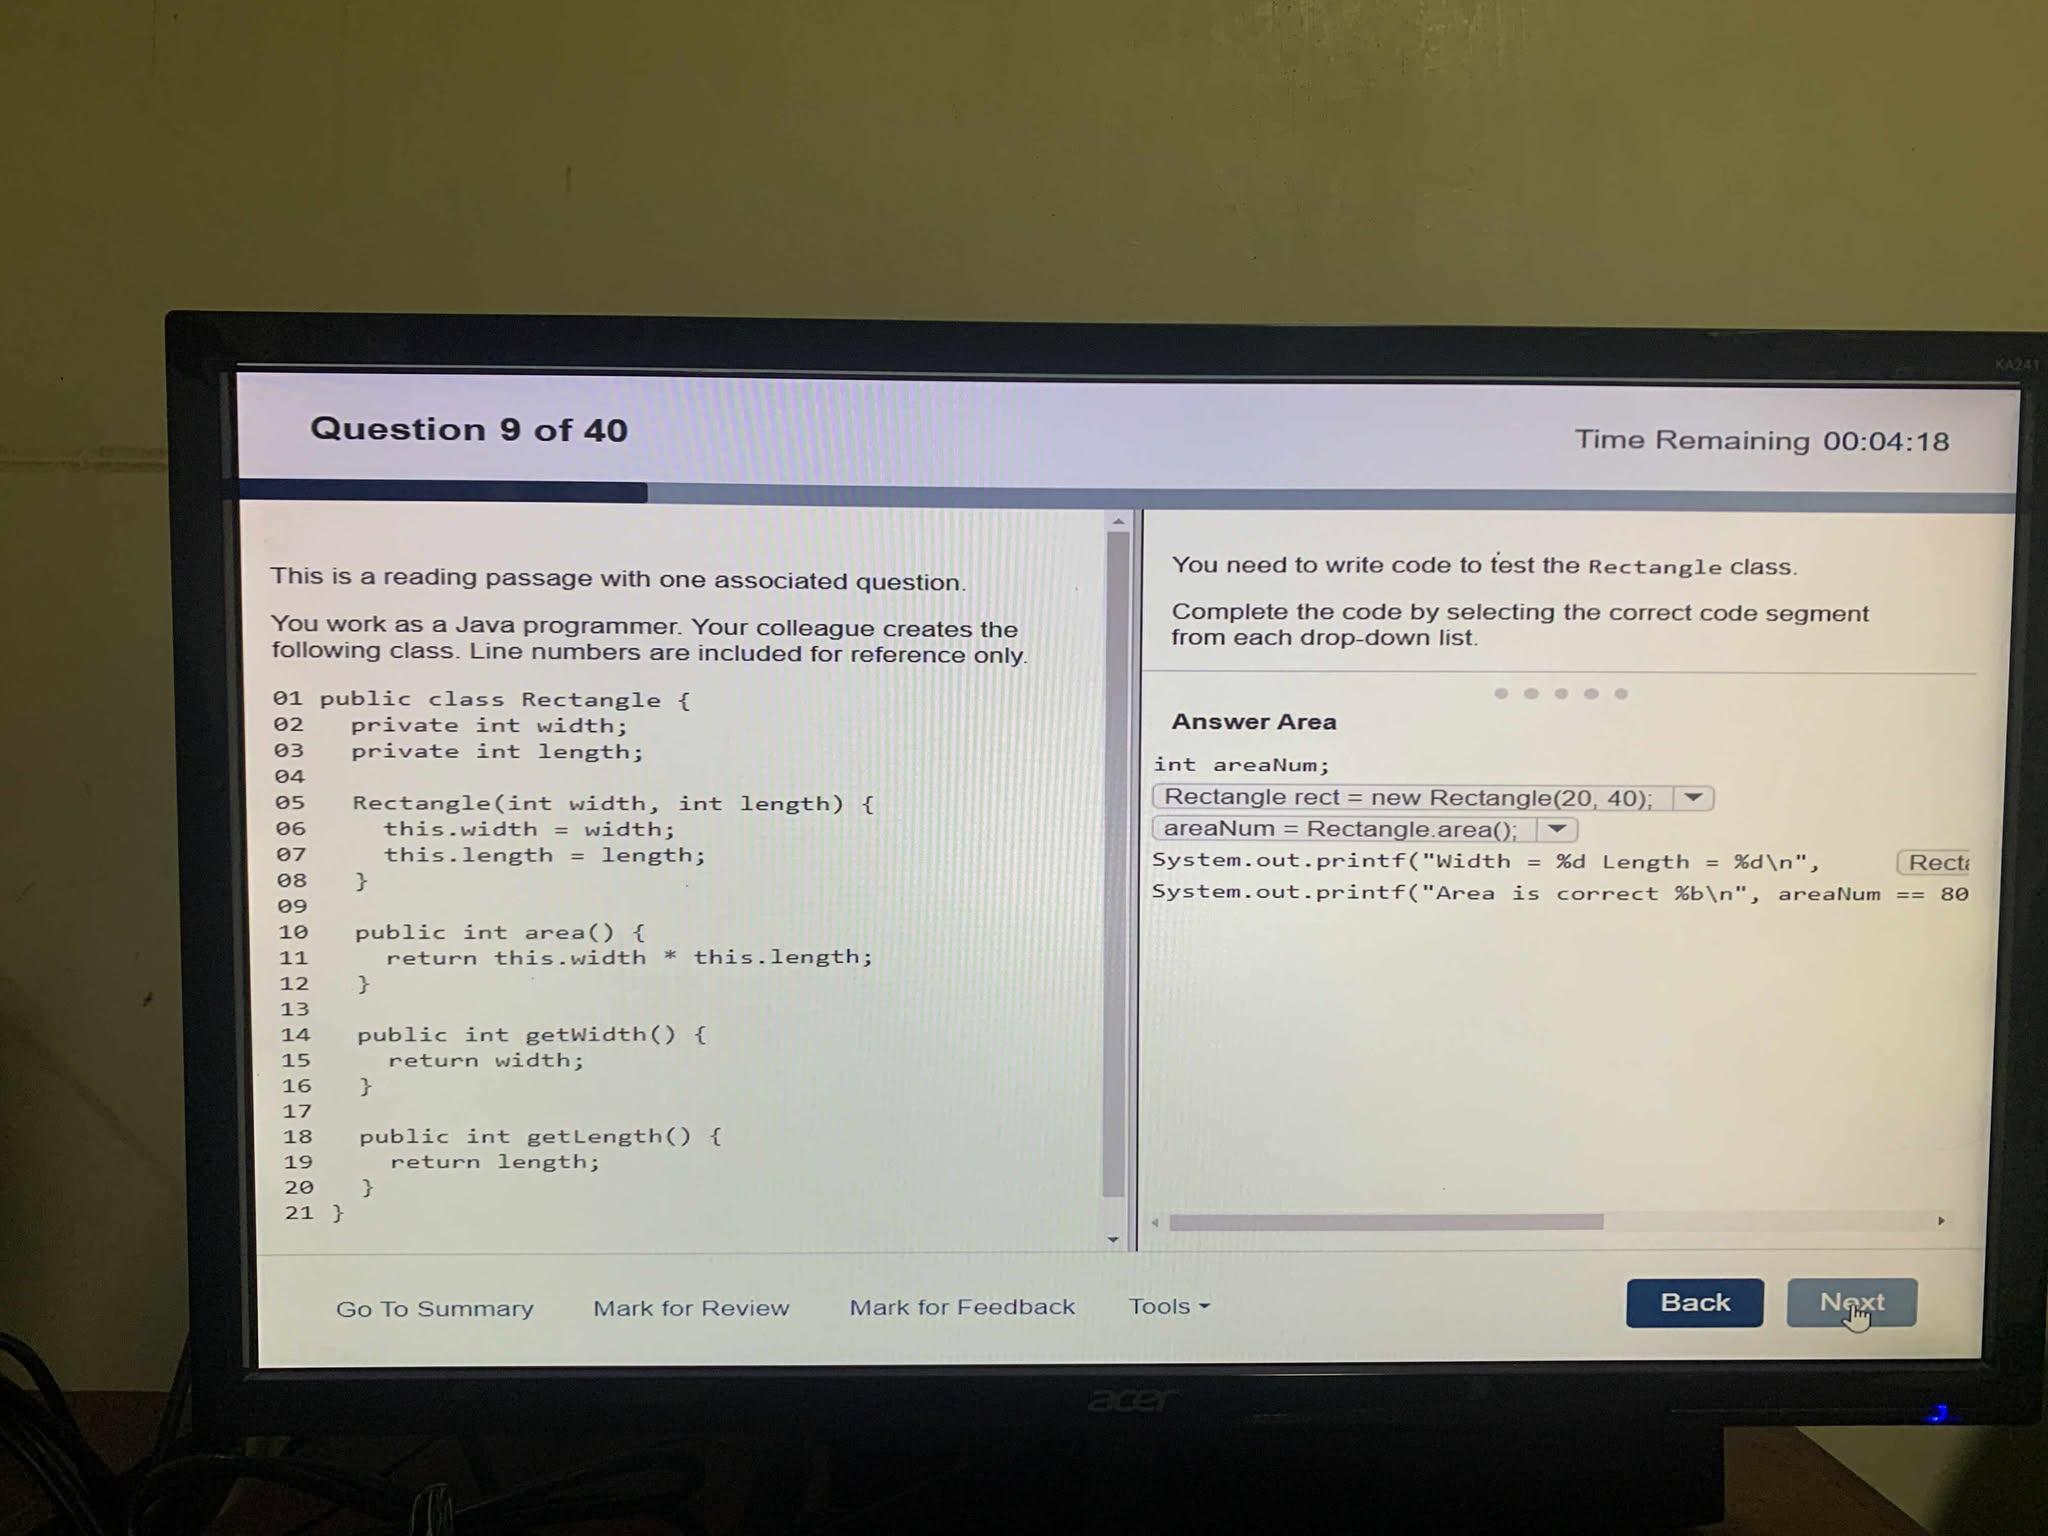 KA241
Question 9 of 40
Time Remaining 00:04:18
This is a reading passage with one associated question.
You work as a Java programmer. Your colleague creates the
following class. Line numbers are included for reference only.
01 public class Rectangle {
02   private int width;
03   private int length;
04
05   Rectangle(int width, int length) {
06     this.width = width;
07     this.length = length;
08   }
09
10   public int area() {
11     return this.width * this.length;
12   }
13
14   public int getWidth() {
15     return width;
16   }
17
18   public int getLength() {
19     return length;
20   }
21 }
You need to write code to test the Rectangle class.
Complete the code by selecting the correct code segment
from each drop-down list.
Answer Area
int areaNum;
Rectangle rect = new Rectangle(20, 40);
areaNum = Rectangle.area();
System.out.printf("Width = %d Length = %d\n", Recta
System.out.printf("Area is correct %b\n", areaNum == 80
Go To Summary Mark for Review Mark for Feedback Tools Back Next
acer